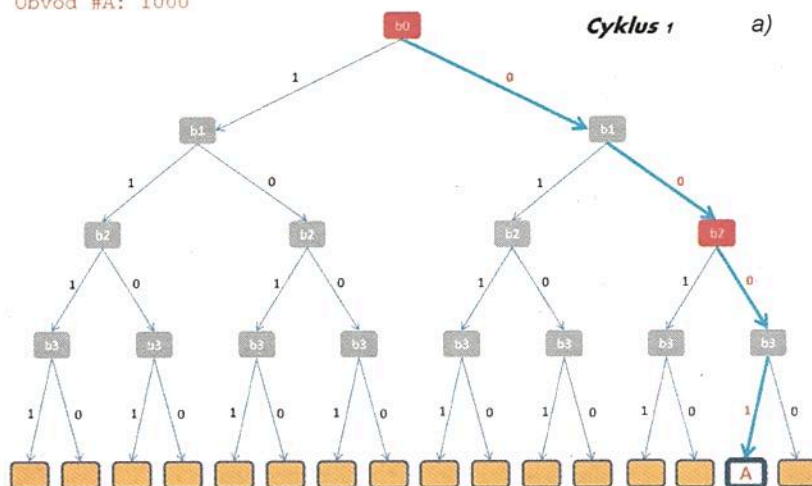 Obvod #A: 1000
b0
Cyklus 1 a)
1 0
b1 b1
1 0 1 0
b2 b2 b2 b2
1 0 1 0 1 0 1 0
b3 b3 b3 b3 b3 b3 b3 b3
1 0 1 0 1 0 1 0 1 0 1 0 1 0 1 0
A